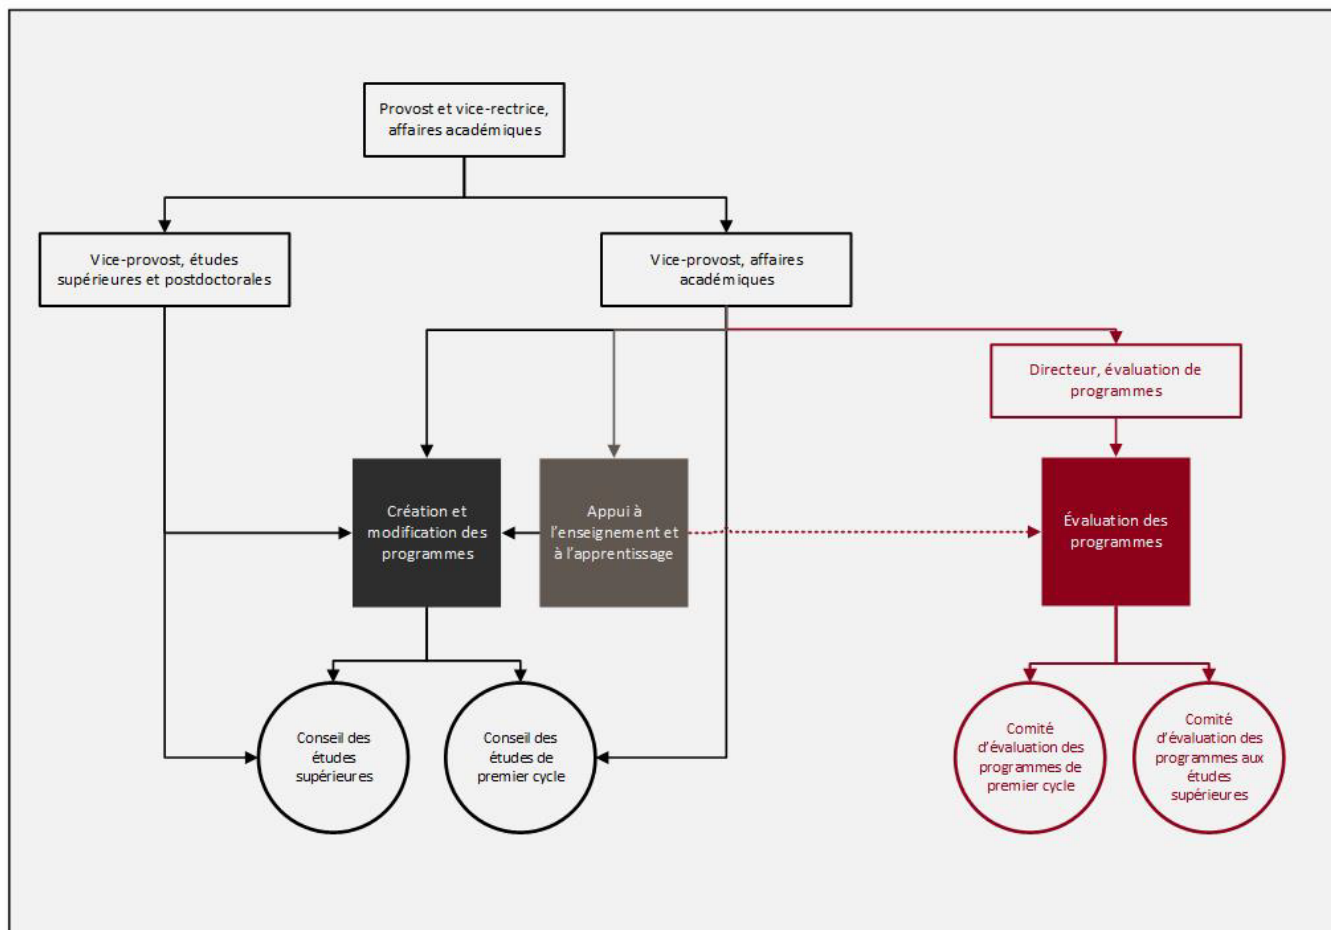 Provost et vice-rectrice,
affaires académiques
Vice-provost, études
supérieures et postdoctorales
Vice-provost, affaires
académiques
Directeur, évaluation de
programmes
Création et
modification des
programmes
Appui à
l'enseignement et
à l'apprentissage
Évaluation des
programmes
Conseil des
études
supérieures
Conseil des
études de
premier cycle
Comité
d'évaluation des
programmes de
premier cycle
Comité
d'évaluation des
programmes aux
études
supérieures